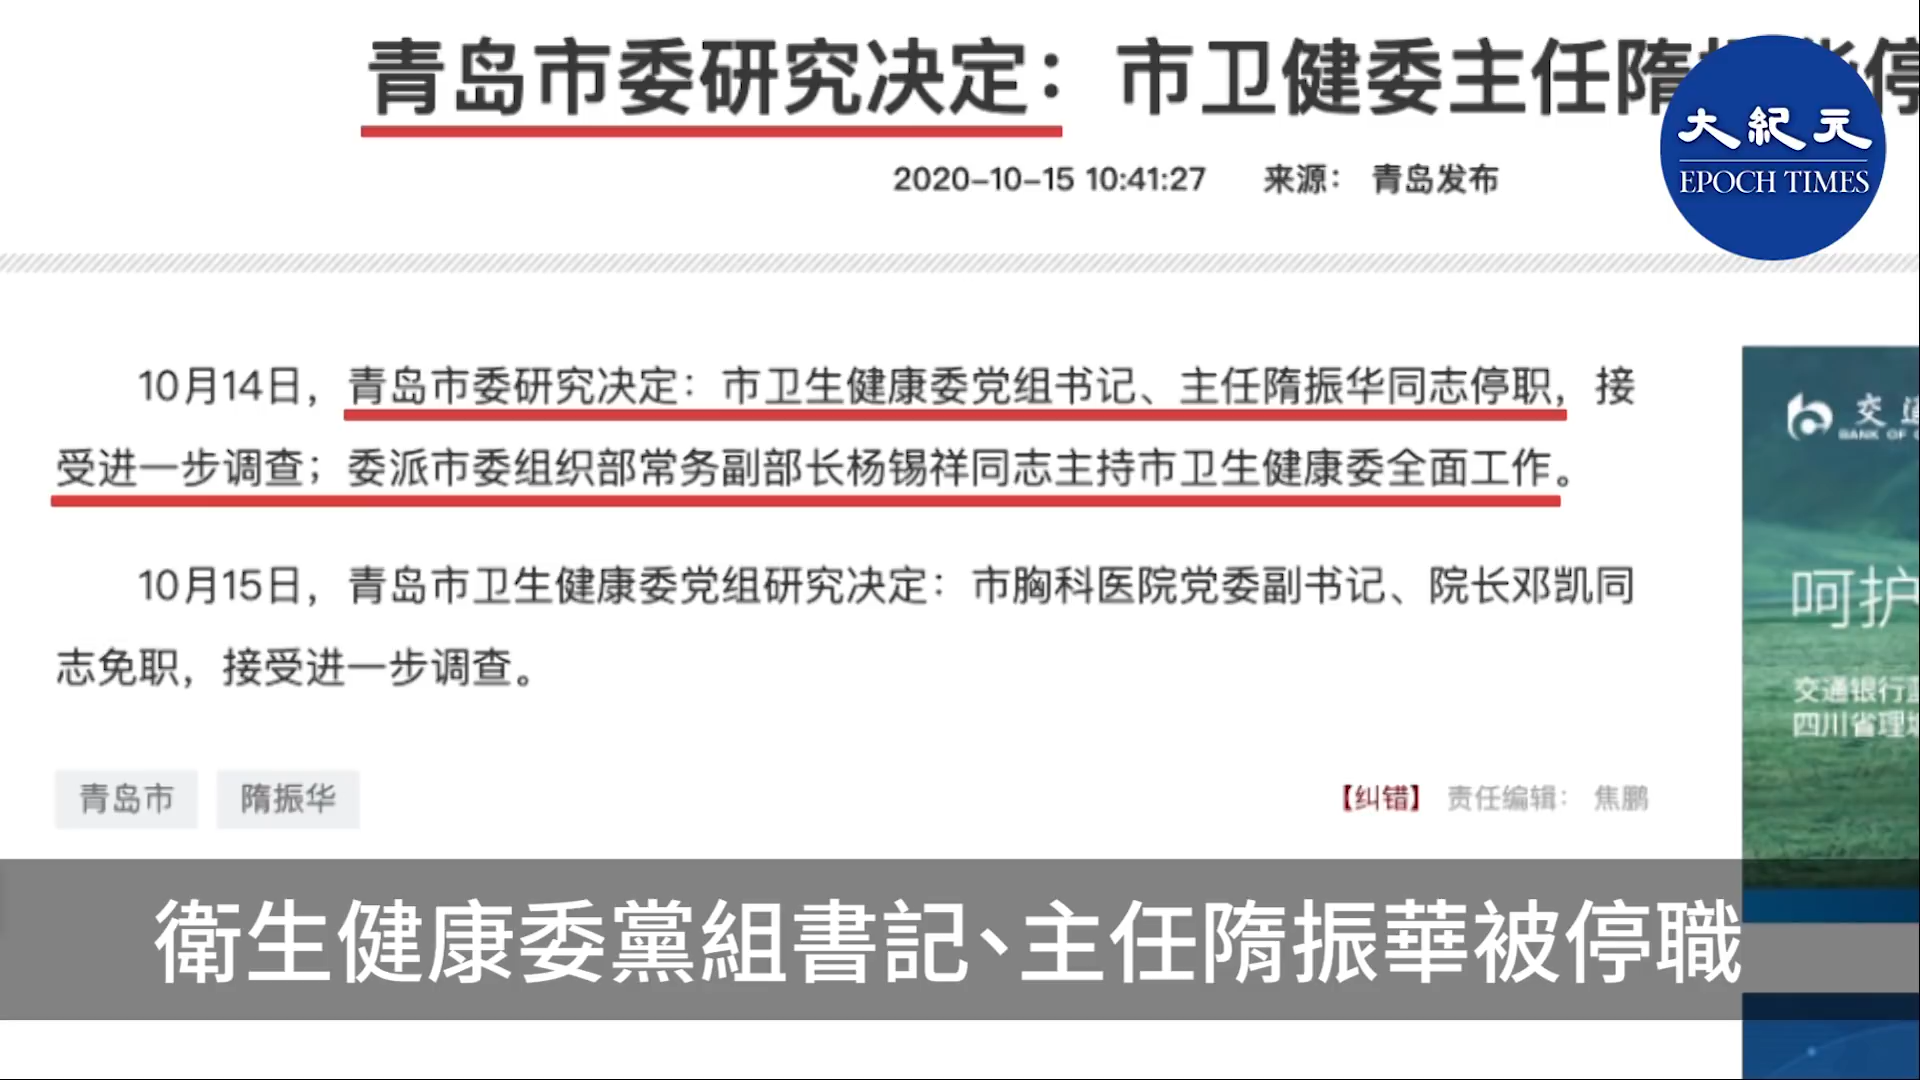 青岛市委研究决定：市卫健委主任隋
大紀元
EPOCH TIMES
2020-10-15 10:41:27 来源： 青岛发布
10月14日，青岛市委研究决定：市卫生健康委党组书记、主任隋振华同志停职，接
受进一步调查；委派市委组织部常务副部长杨锡祥同志主持市卫生健康委全面工作。
10月15日，青岛市卫生健康委党组研究决定：市胸科医院党委副书记、院长邓凯同
志免职，接受进一步调查。
青岛市 隋振华
【纠错】 责任编辑： 焦鹏
交通
BANK OF
呵护
交通银行
四川省理
衛生健康委黨組書記、主任隋振華被停職